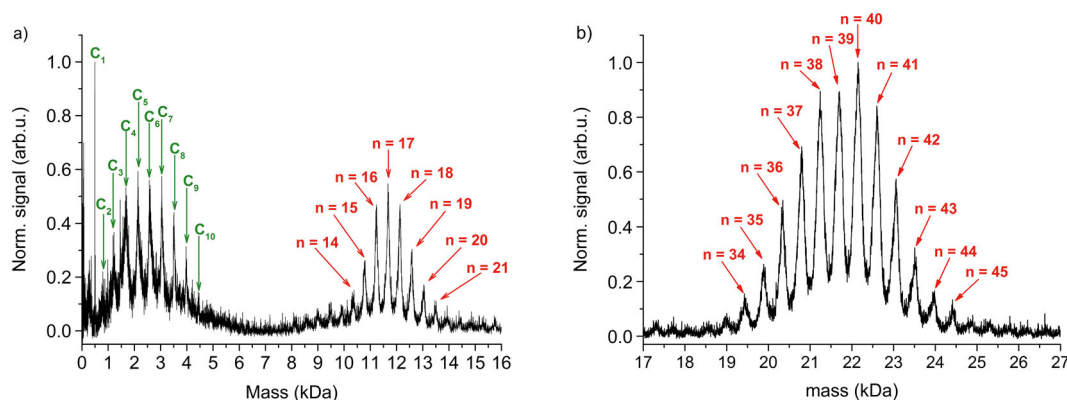 a)
C₁
C₂
C₃
C₄
C₅
C₆
C₇
C₈
C₉
C₁₀
n = 14
n = 15
n = 16
n = 17
n = 18
n = 19
n = 20
n = 21
Norm. signal (arb.u.)
1.0
0.8
0.6
0.4
0.2
0.0
0 1 2 3 4 5 6 7 8 9 10 11 12 13 14 15 16
Mass (kDa)
b)
n = 34
n = 35
n = 36
n = 37
n = 38
n = 39
n = 40
n = 41
n = 42
n = 43
n = 44
n = 45
Norm. signal (arb.u.)
1.0
0.8
0.6
0.4
0.2
0.0
17 18 19 20 21 22 23 24 25 26 27
mass (kDa)